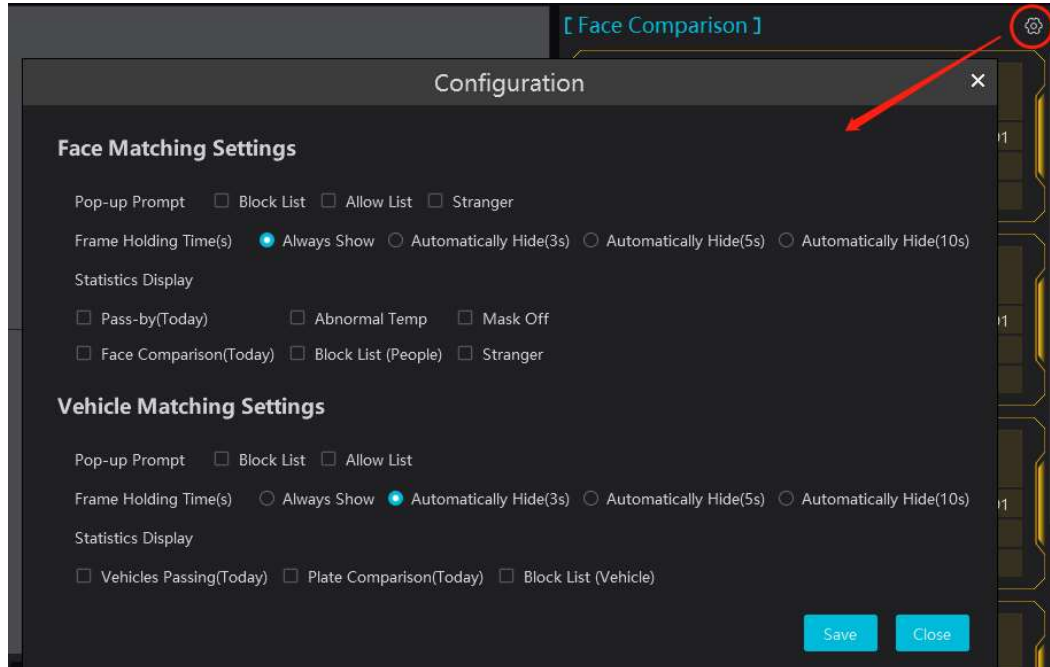 [ Face Comparison ]
Configuration
Face Matching Settings
Pop-up Prompt Block List Allow List Stranger
Frame Holding Time(s) Always Show Automatically Hide(3s) Automatically Hide(5s) Automatically Hide(10s)
Statistics Display
Pass-by(Today) Abnormal Temp Mask Off
Face Comparison(Today) Block List (People) Stranger
Vehicle Matching Settings
Pop-up Prompt Block List Allow List
Frame Holding Time(s) Always Show Automatically Hide(3s) Automatically Hide(5s) Automatically Hide(10s)
Statistics Display
Vehicles Passing(Today) Plate Comparison(Today) Block List (Vehicle)
Save Close